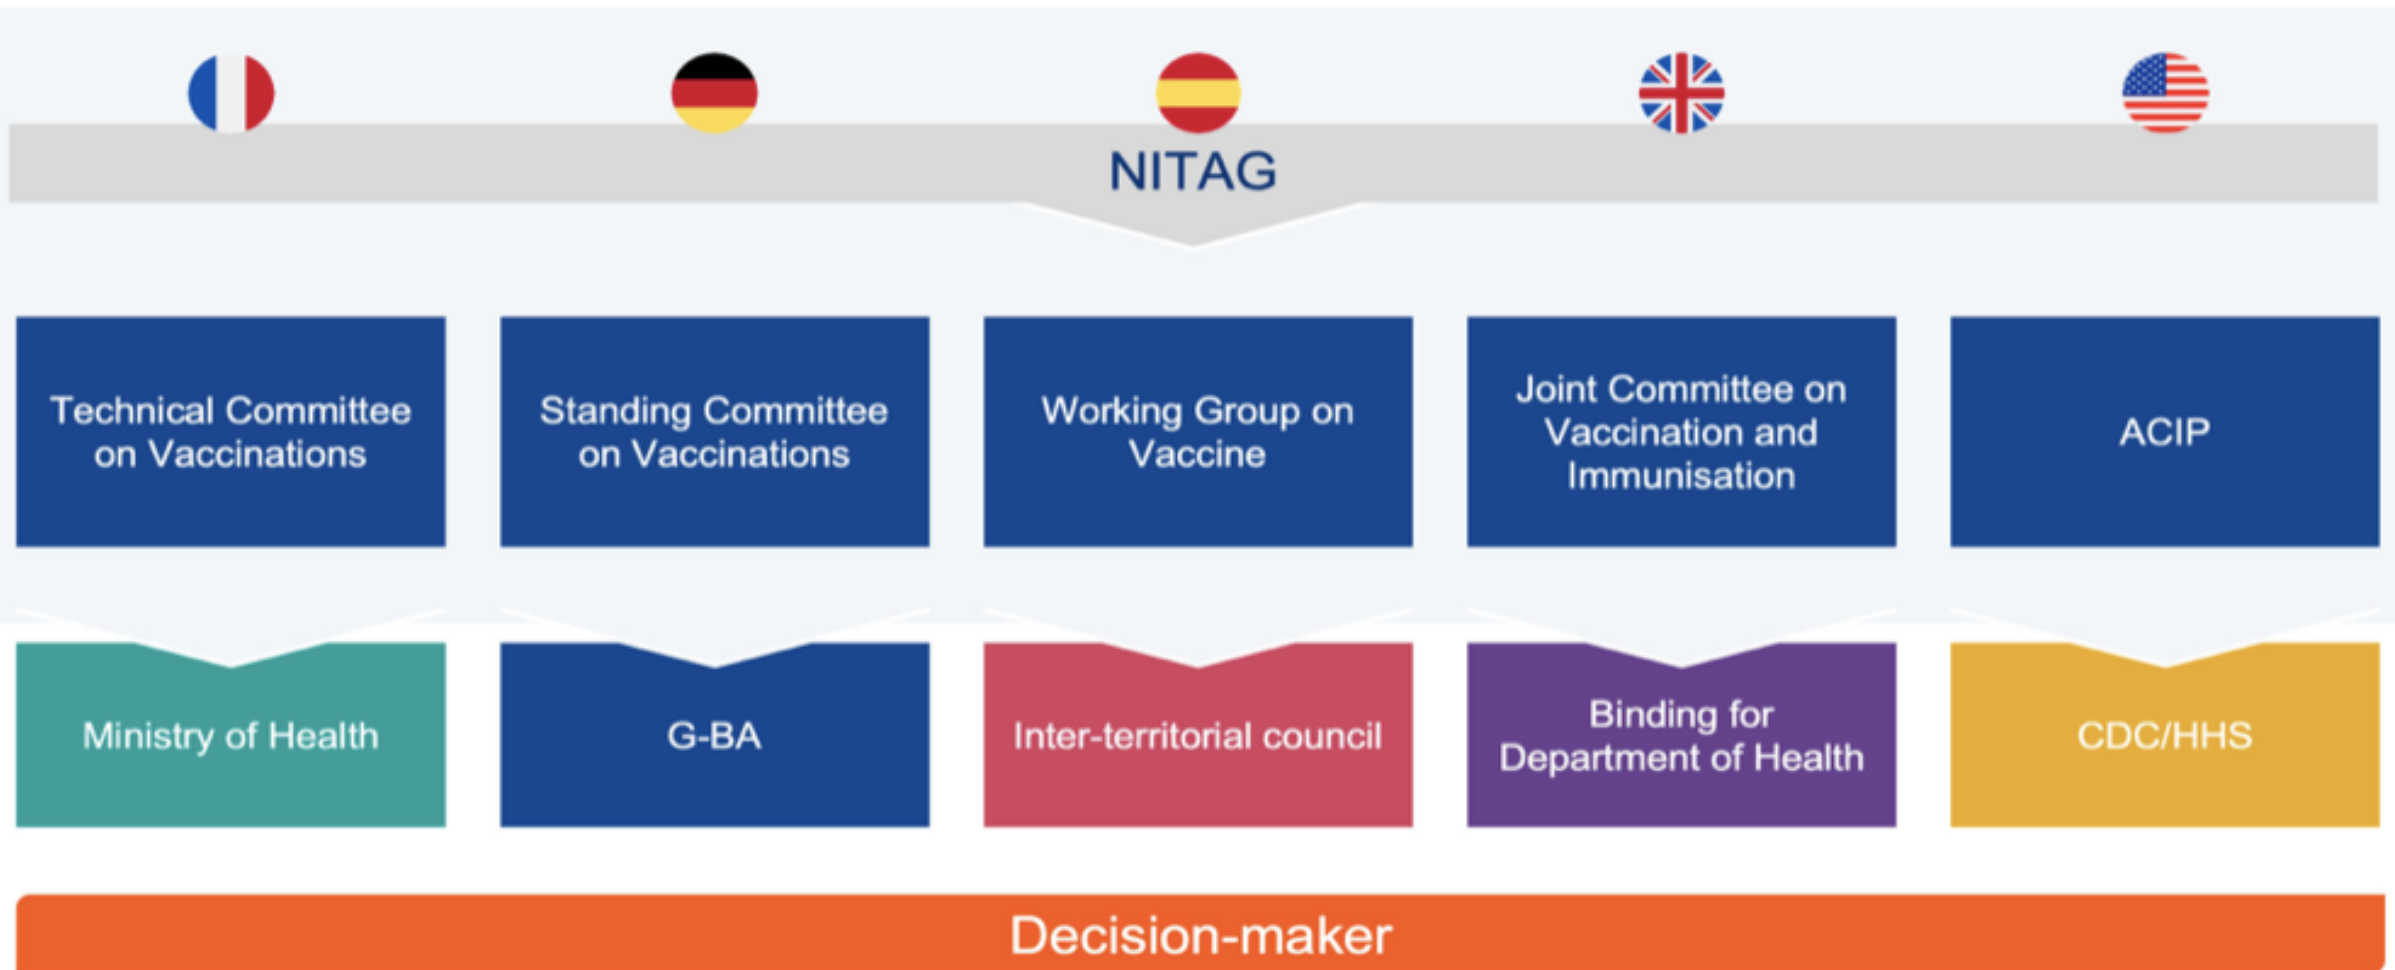 NITAG
Technical Committee
on Vaccinations
Standing Committee
on Vaccinations
Working Group on
Vaccine
Joint Committee on
Vaccination and
Immunisation
ACIP
Ministry of Health
G-BA
Inter-territorial council
Binding for
Department of Health
CDC/HHS
Decision-maker